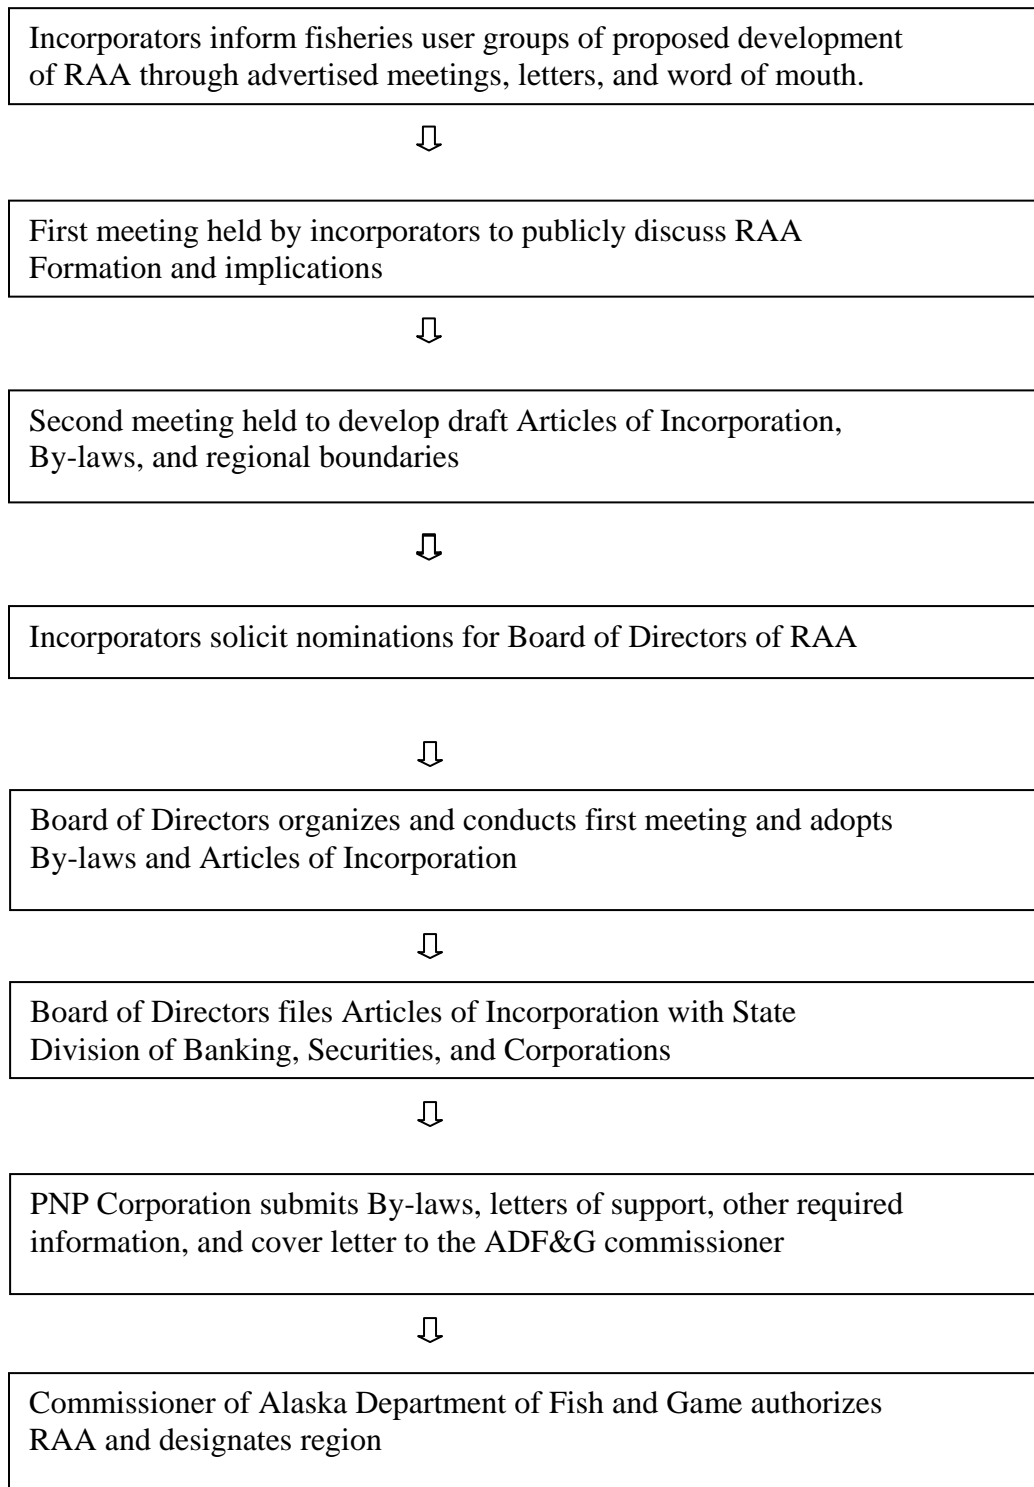 Incorporators inform fisheries user groups of proposed development
of RAA through advertised meetings, letters, and word of mouth.
First meeting held by incorporators to publicly discuss RAA
Formation and implications
Second meeting held to develop draft Articles of Incorporation,
By-laws, and regional boundaries
Incorporators solicit nominations for Board of Directors of RAA
Board of Directors organizes and conducts first meeting and adopts
By-laws and Articles of Incorporation
Board of Directors files Articles of Incorporation with State
Division of Banking, Securities, and Corporations
PNP Corporation submits By-laws, letters of support, other required
information, and cover letter to the ADF&G commissioner
Commissioner of Alaska Department of Fish and Game authorizes
RAA and designates region